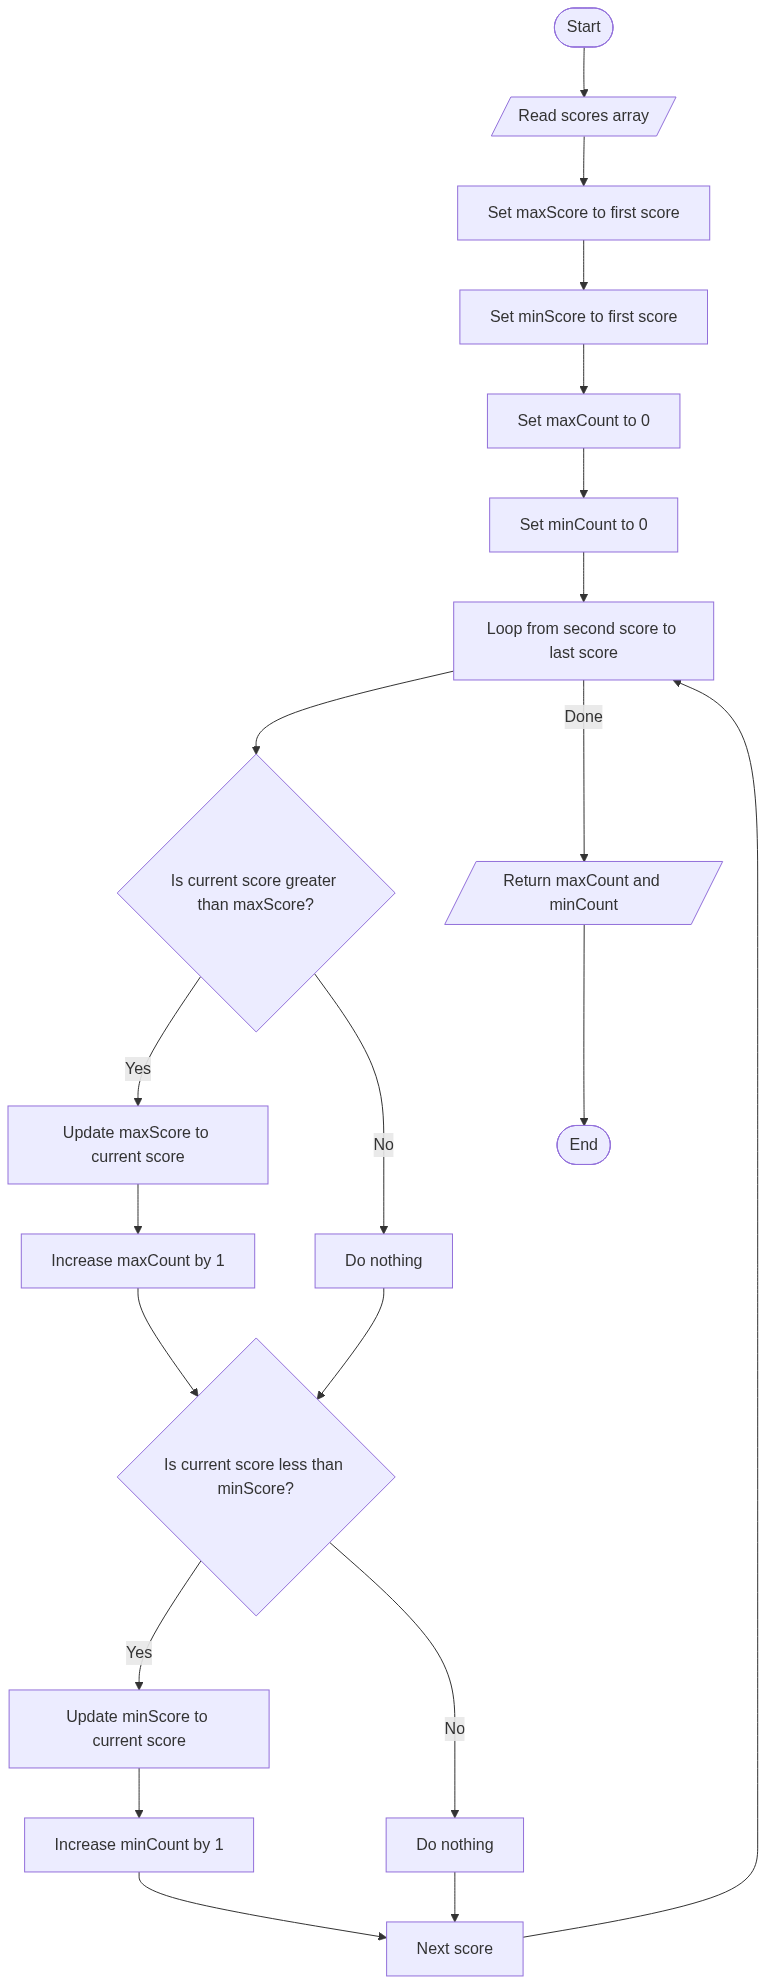 Start
Read scores array
Set maxScore to first score
Set minScore to first score
Set maxCount to 0
Set minCount to 0
Loop from second score to
last score
Done
Is current score greater
than maxScore?
Return maxCount and
minCount
Yes
Update maxScore to
current score
No
End
Increase maxCount by 1
Do nothing
Is current score less than
minScore?
Yes
Update minScore to
current score
No
Increase minCount by 1
Do nothing
Next score